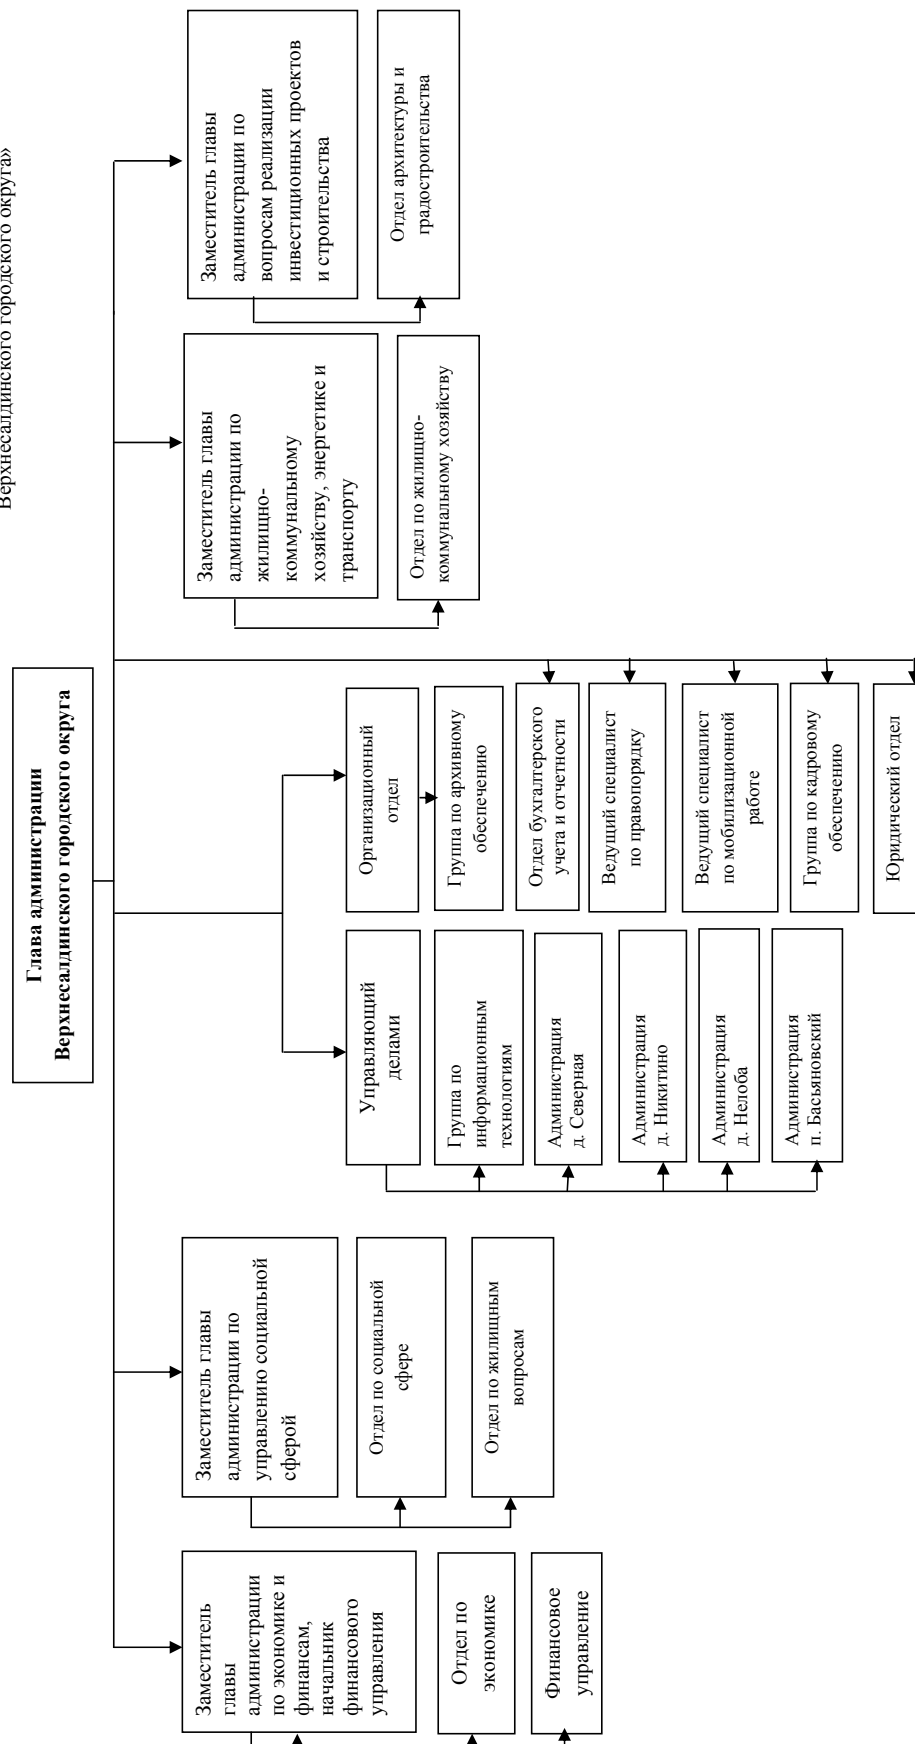 Верхнесалдинского городского округа»
Глава администрации
Верхнесалдинского городского округа
Заместитель
главы
администрации
по экономике и
финансам,
начальник
финансового
управления
Отдел по
экономике
Финансовое
управление
Заместитель главы
администрации по
управлению социальной
сферой
Отдел по социальной
сфере
Отдел по жилищным
вопросам
Управляющий
делами
Группа по
информационным
технологиям
Администрация
д. Северная
Администрация
д. Никитино
Администрация
д. Нелоба
Администрация
п. Басьяновский
Организационный
отдел
Группа по архивному
обеспечению
Отдел бухгалтерского
учета и отчетности
Ведущий специалист
по правопорядку
Ведущий специалист
по мобилизационной
работе
Группа по кадровому
обеспечению
Юридический отдел
Заместитель главы
администрации по
жилищно-
коммунальному
хозяйству, энергетике и
транспорту
Отдел по жилищно-
коммунальному хозяйству
Заместитель главы
администрации по
вопросам реализации
инвестиционных проектов
и строительства
Отдел архитектуры и
градостроительства